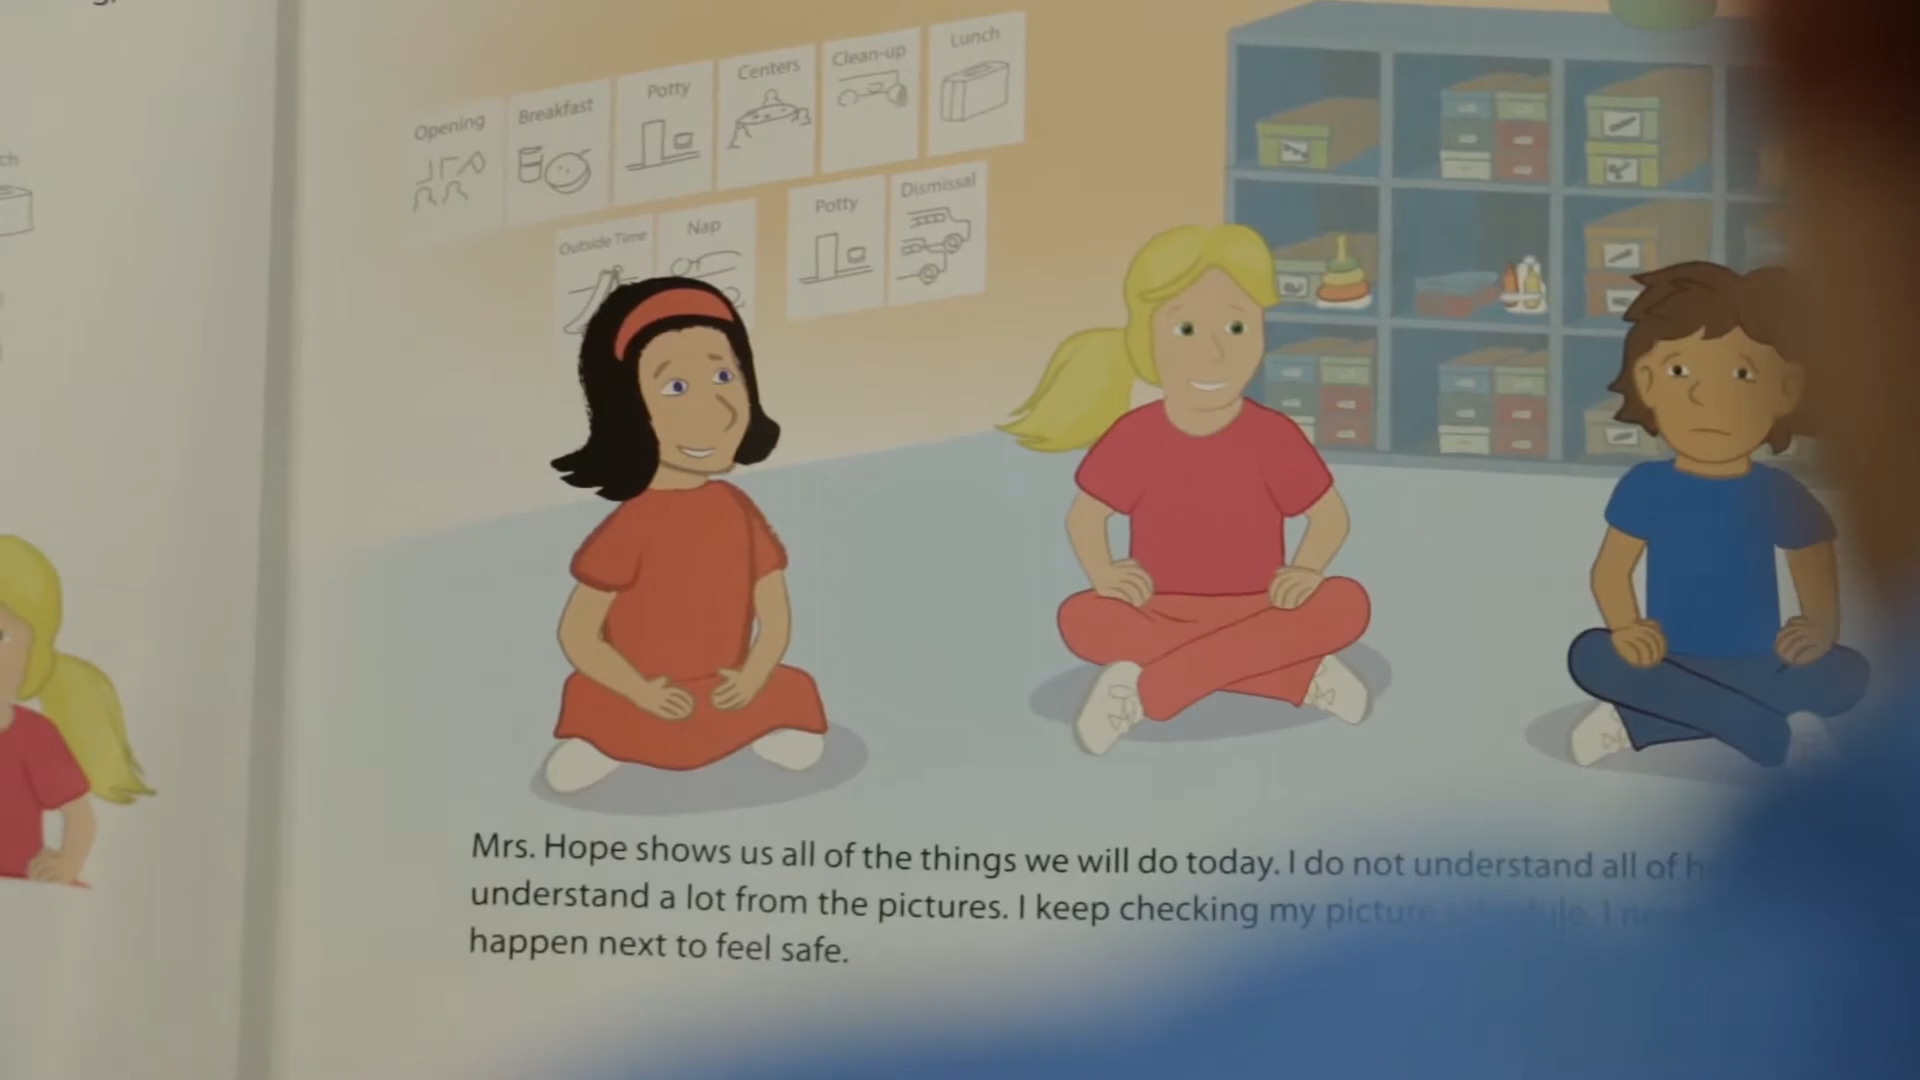 Opening
Breakfast
Potty
Centers
Clean-up
Lunch
Outside Time
Nap
Potty
Dismissal
Mrs. Hope shows us all of the things we will do today. I do not understand all of
understand a lot from the pictures. I keep checking my picture schedule. I
happen next to feel safe.